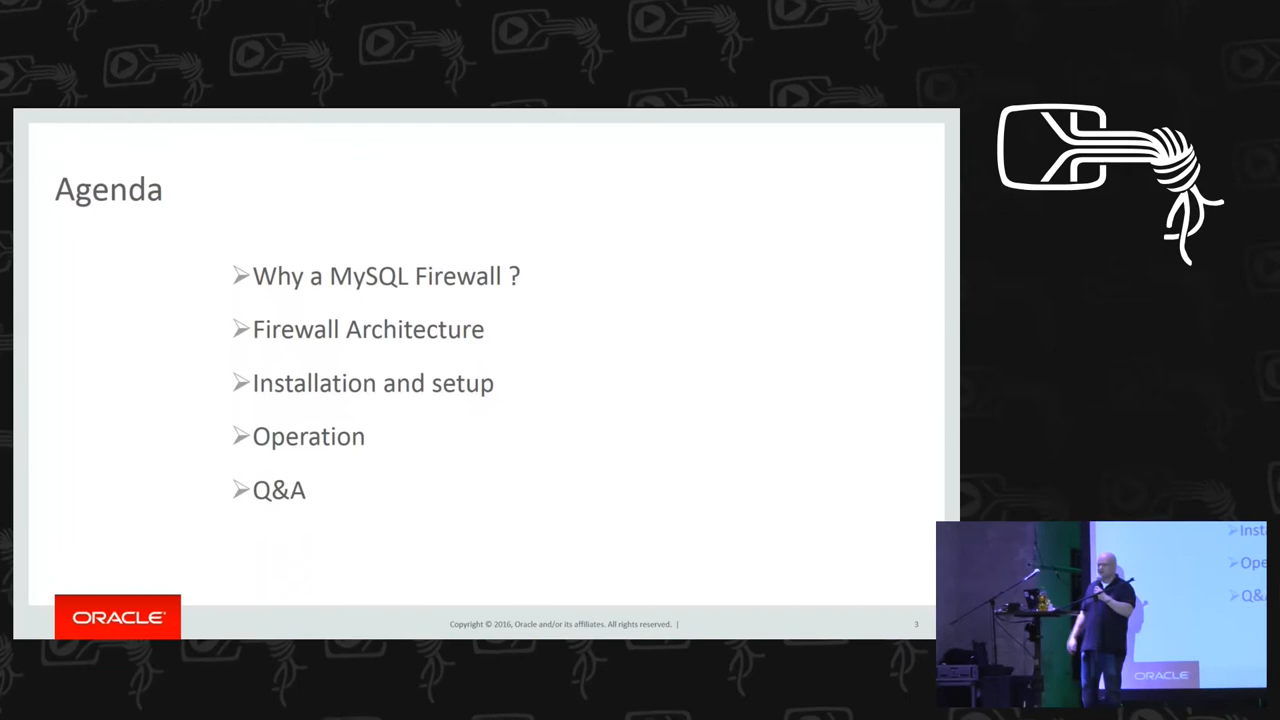 Agenda
➢Why a MySQL Firewall ?
➢Firewall Architecture
➢Installation and setup
➢Operation
➢Q&A
ORACLE
Copyright © 2016, Oracle and/or its affiliates. All rights reserved. |
3
➢Inst
➢Ope
➢Q&
ORACLE